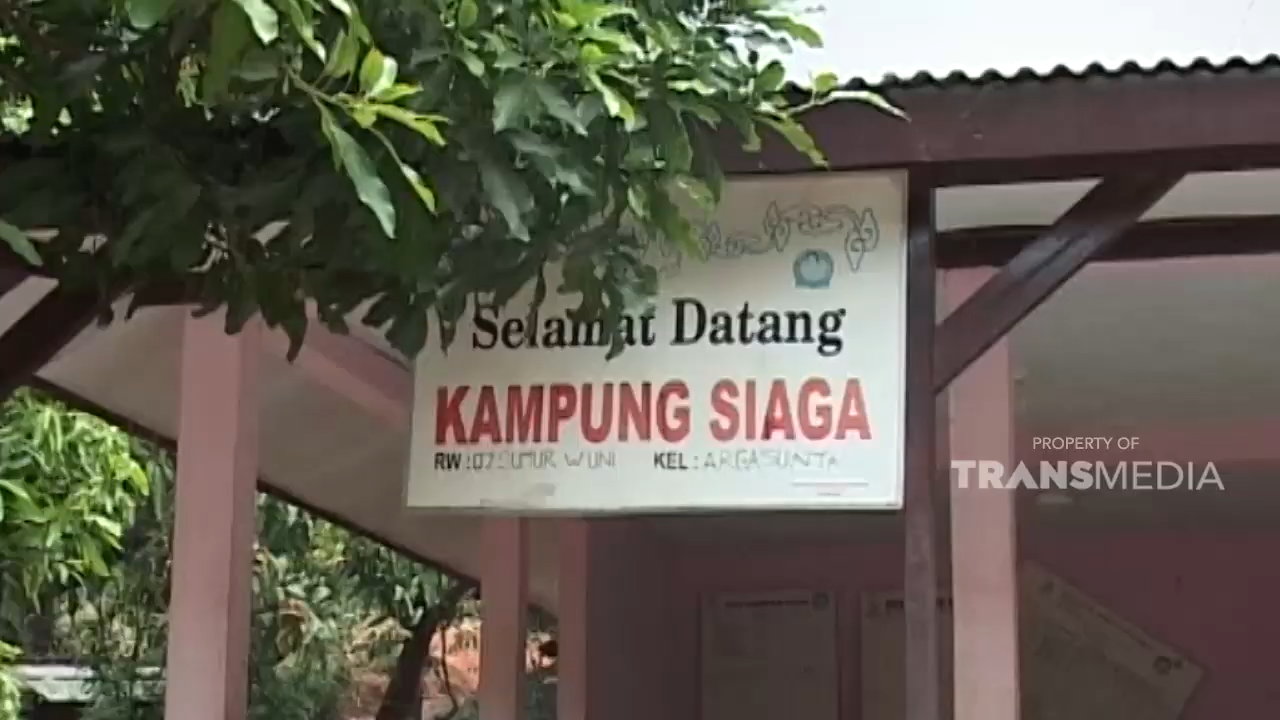 Selamat Datang
KAMPUNG SIAGA
RW : 07 SUMUR WUNI KEL : ARGASUNYA
PROPERTY OF
TRANSMEDIA